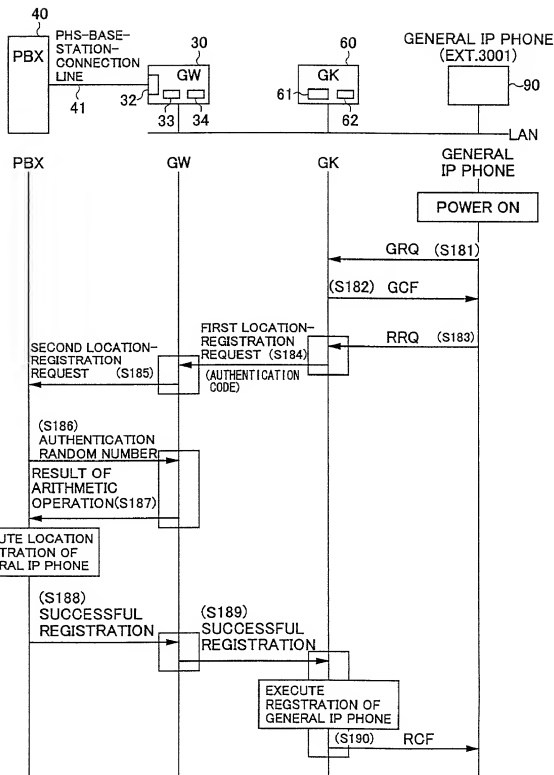 40
PBX
PHS-BASE-
STATION-
CONNECTION
LINE
41
30
GW
32
33
34
60
GK
61
62
GENERAL IP PHONE
(EXT.3001)
90
LAN
PBX
GW
GK
GENERAL
IP PHONE
POWER ON
GRQ (S181)
(S182) GCF
RRQ (S183)
FIRST LOCATION-
REGISTRATION
REQUEST (S184)
(AUTHENTICATION
CODE)
SECOND LOCATION-
REGISTRATION
REQUEST (S185)
(S186)
AUTHENTICATION
RANDOM NUMBER
RESULT OF
ARITHMETIC
OPERATION(S187)
UTE LOCATION
TRATION OF
RAL IP PHONE
(S188)
SUCCESSFUL
REGISTRATION
(S189)
SUCCESSFUL
REGISTRATION
EXECUTE
REGSTRATION OF
GENERAL IP PHONE
(S190) RCF